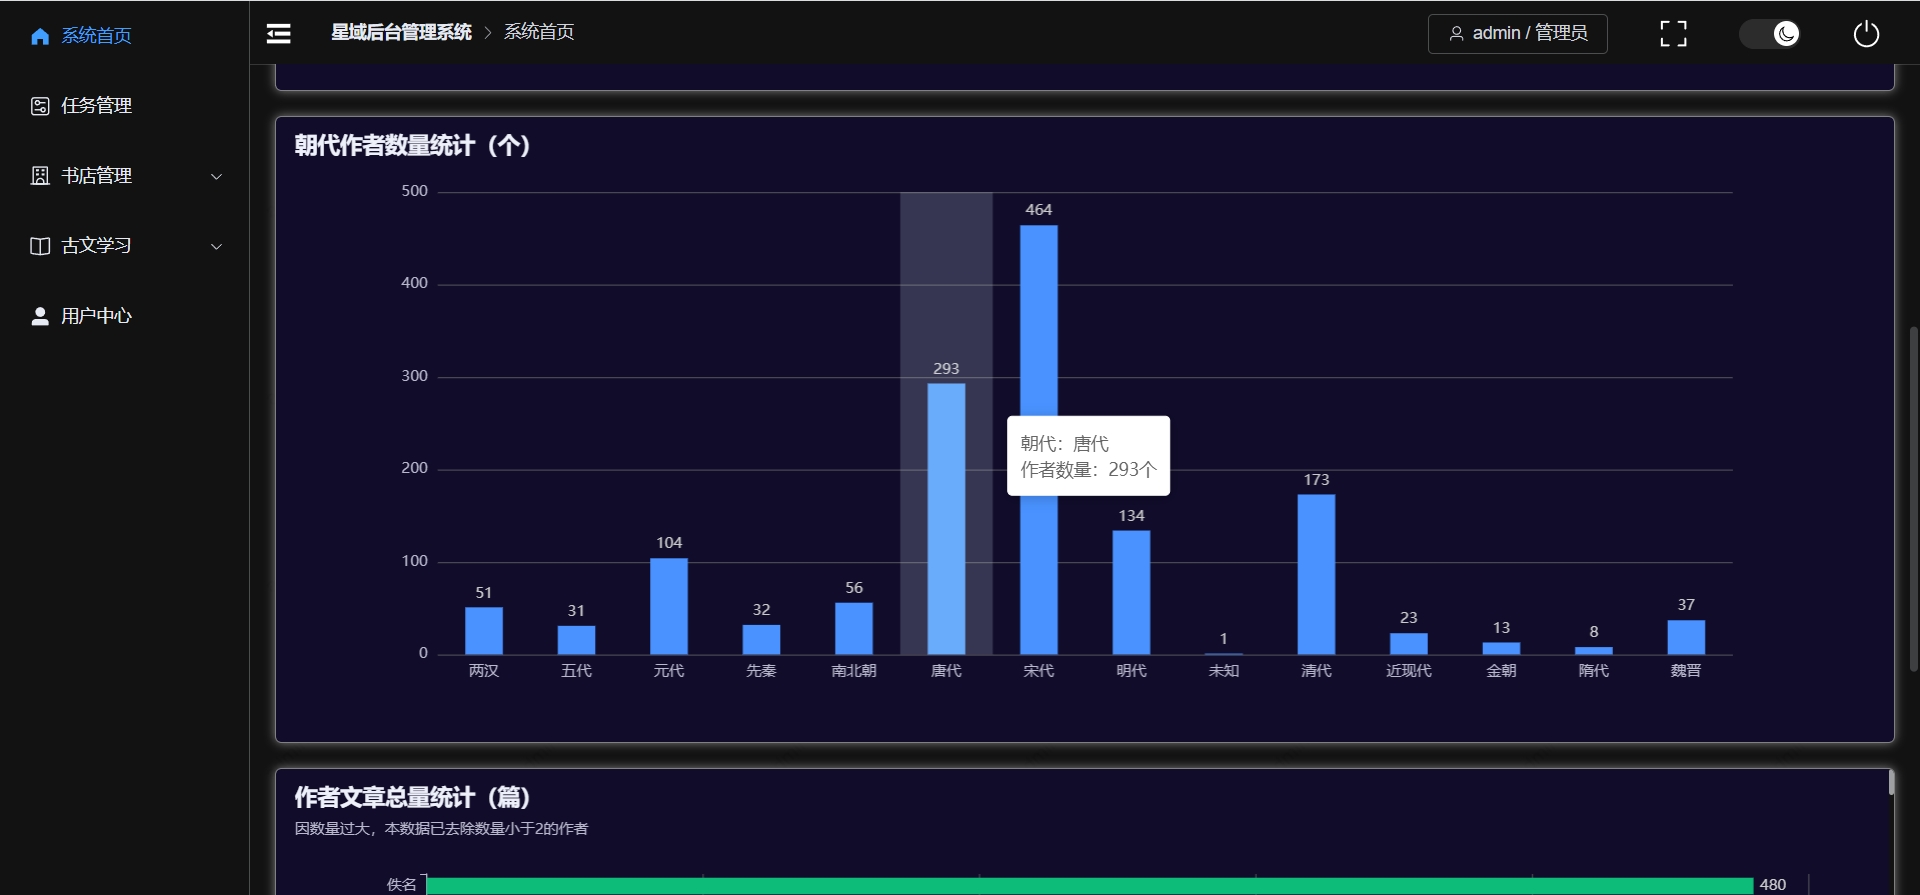 系统首页
任务管理
书店管理
古文学习
用户中心
星域后台管理系统 > 系统首页
admin / 管理员
朝代作者数量统计（个）
500
400
300
200
100
0
51
31
104
32
56
293
464
134
1
173
23
13
8
37
朝代：唐代
作者数量：293个
两汉
五代
元代
先秦
南北朝
唐代
宋代
明代
未知
清代
近现代
金朝
隋代
魏晋
作者文章总量统计（篇）
因数量过大，本数据已去除数量小于2的作者
佚名
480